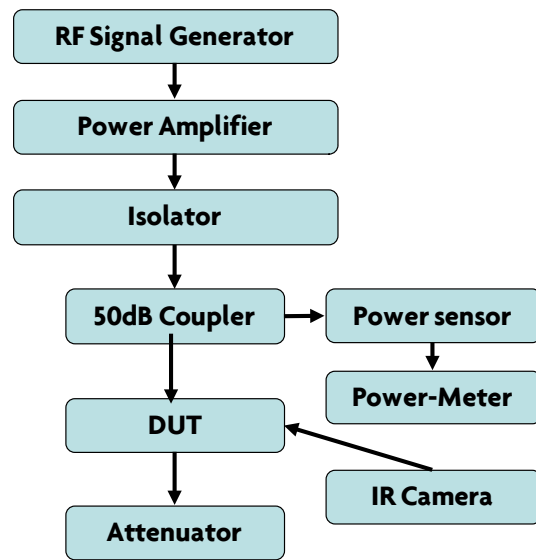 RF Signal Generator
Power Amplifier
Isolator
50dB Coupler
Power sensor
Power-Meter
DUT
IR Camera
Attenuator